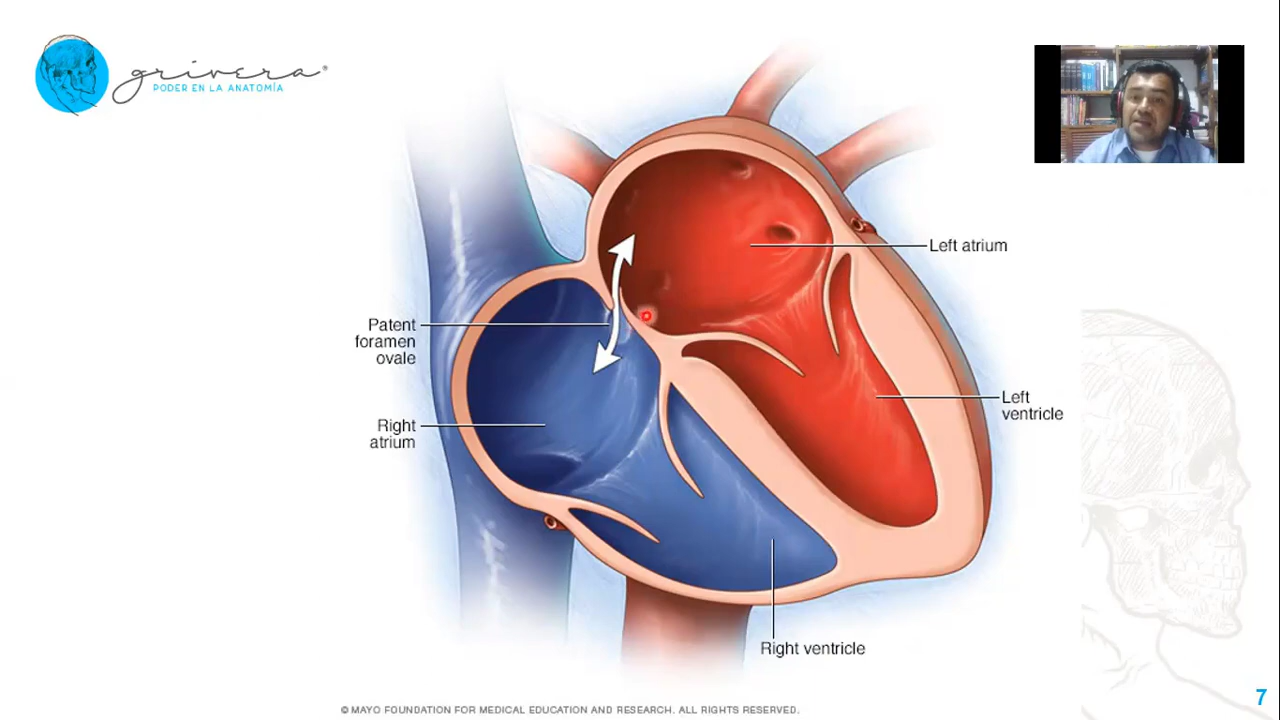 grivera®
PODER EN LA ANATOMÍA
Left atrium
Patent
foramen
ovale
Left
ventricle
Right
atrium
Right ventricle
7
© MAYO FOUNDATION FOR MEDICAL EDUCATION AND RESEARCH. ALL RIGHTS RESERVED.